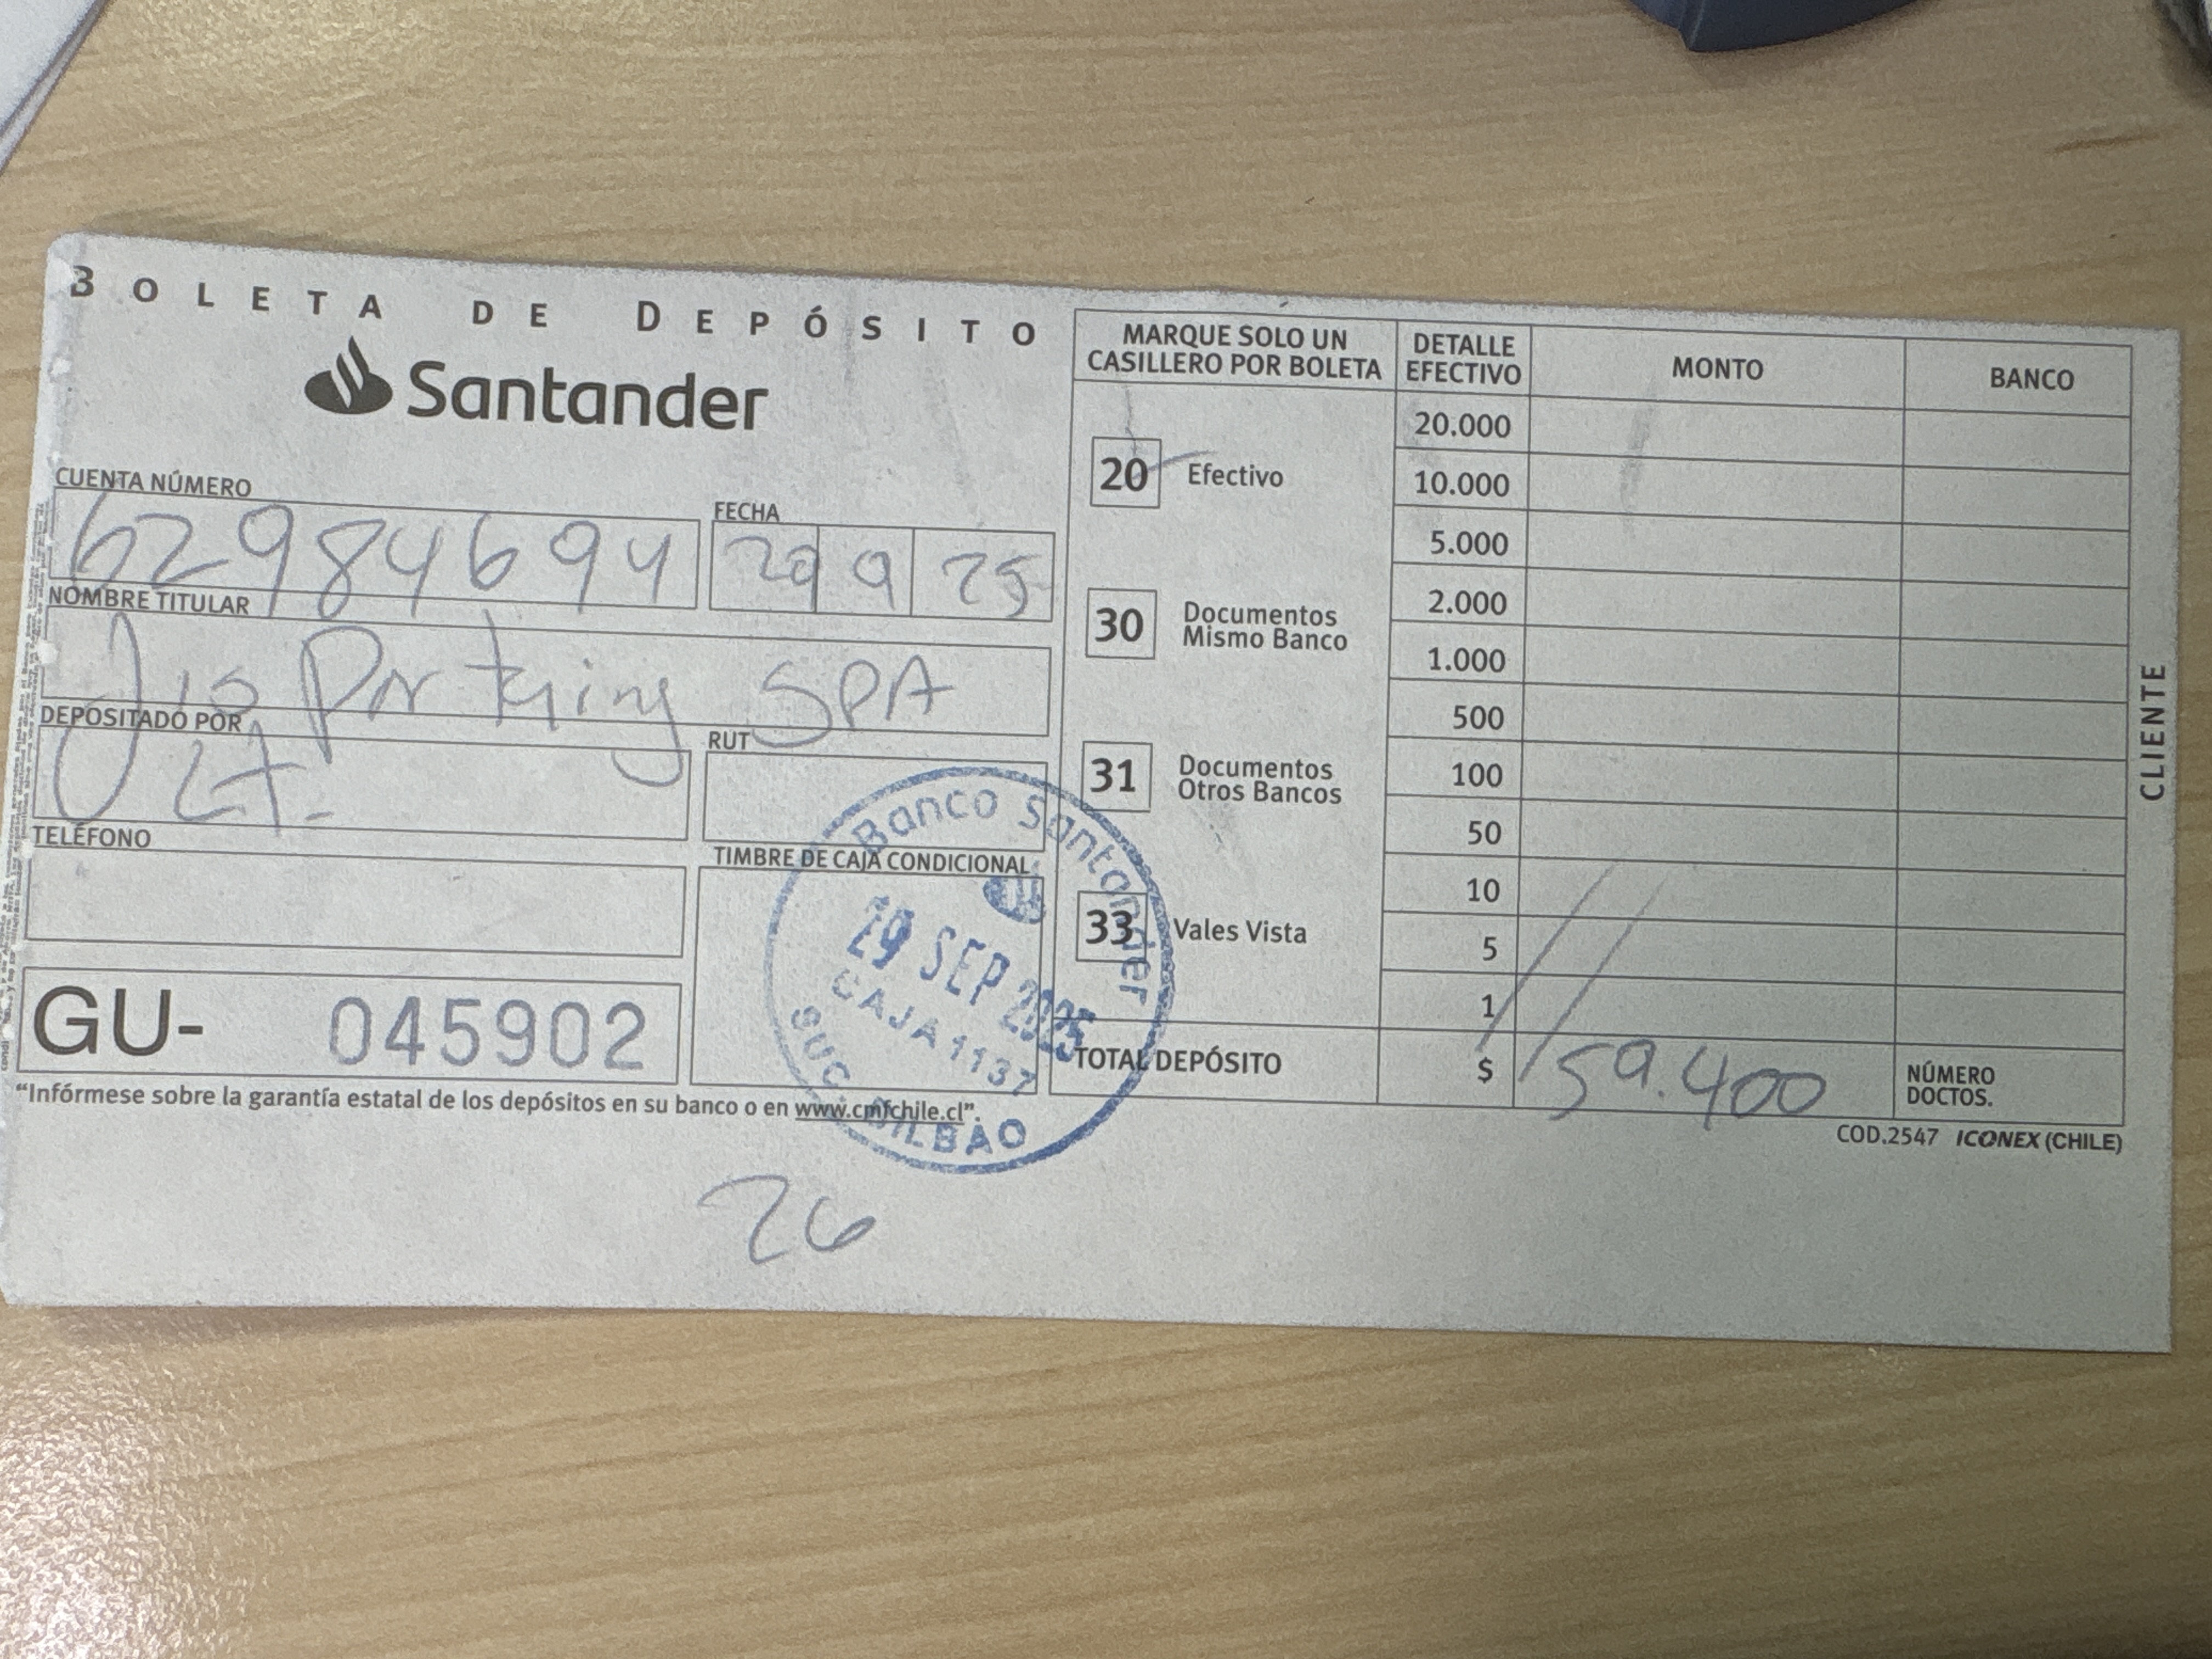 BOLETA DE DEPÓSITO
Santander
CUENTA NÚMERO
62984694
FECHA
29 9 25
NOMBRE TITULAR
Jis Parking SPA
DEPOSITADO POR
LT.
RUT
TELÉFONO
TIMBRE DE CAJA CONDICIONAL
GU- 045902
"Infórmese sobre la garantía estatal de los depósitos en su banco o en www.cmfchile.cl".
Banco Santander
29 SEP 2025
CAJA 1137
SUC. BILBAO
26
MARQUE SOLO UN
CASILLERO POR BOLETA
20 Efectivo
30 Documentos
Mismo Banco
31 Documentos
Otros Bancos
33 Vales Vista
DETALLE
EFECTIVO
MONTO
BANCO
20.000
10.000
5.000
2.000
1.000
500
100
50
10
5
1
TOTAL DEPÓSITO $ 59.400
NÚMERO
DOCTOS.
COD.2547 ICONEX (CHILE)
CLIENTE